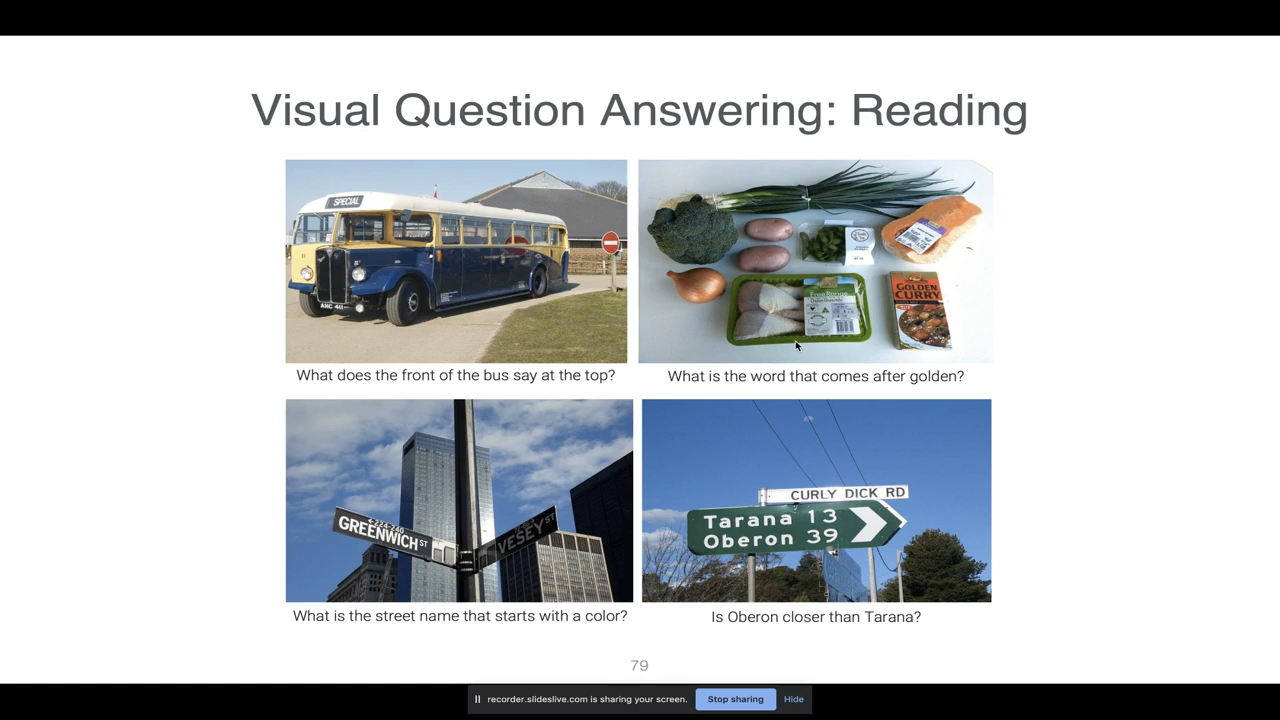 Visual Question Answering: Reading
SPECIAL
AHC 411
What does the front of the bus say at the top?
GOLDEN
CURRY
What is the word that comes after golden?
GREENWICH ST
VESEY ST
What is the street name that starts with a color?
CURLY DICK RD
Tarana 13
Oberon 39
Is Oberon closer than Tarana?
79
recorder.slideslive.com is sharing your screen.
Stop sharing
Hide